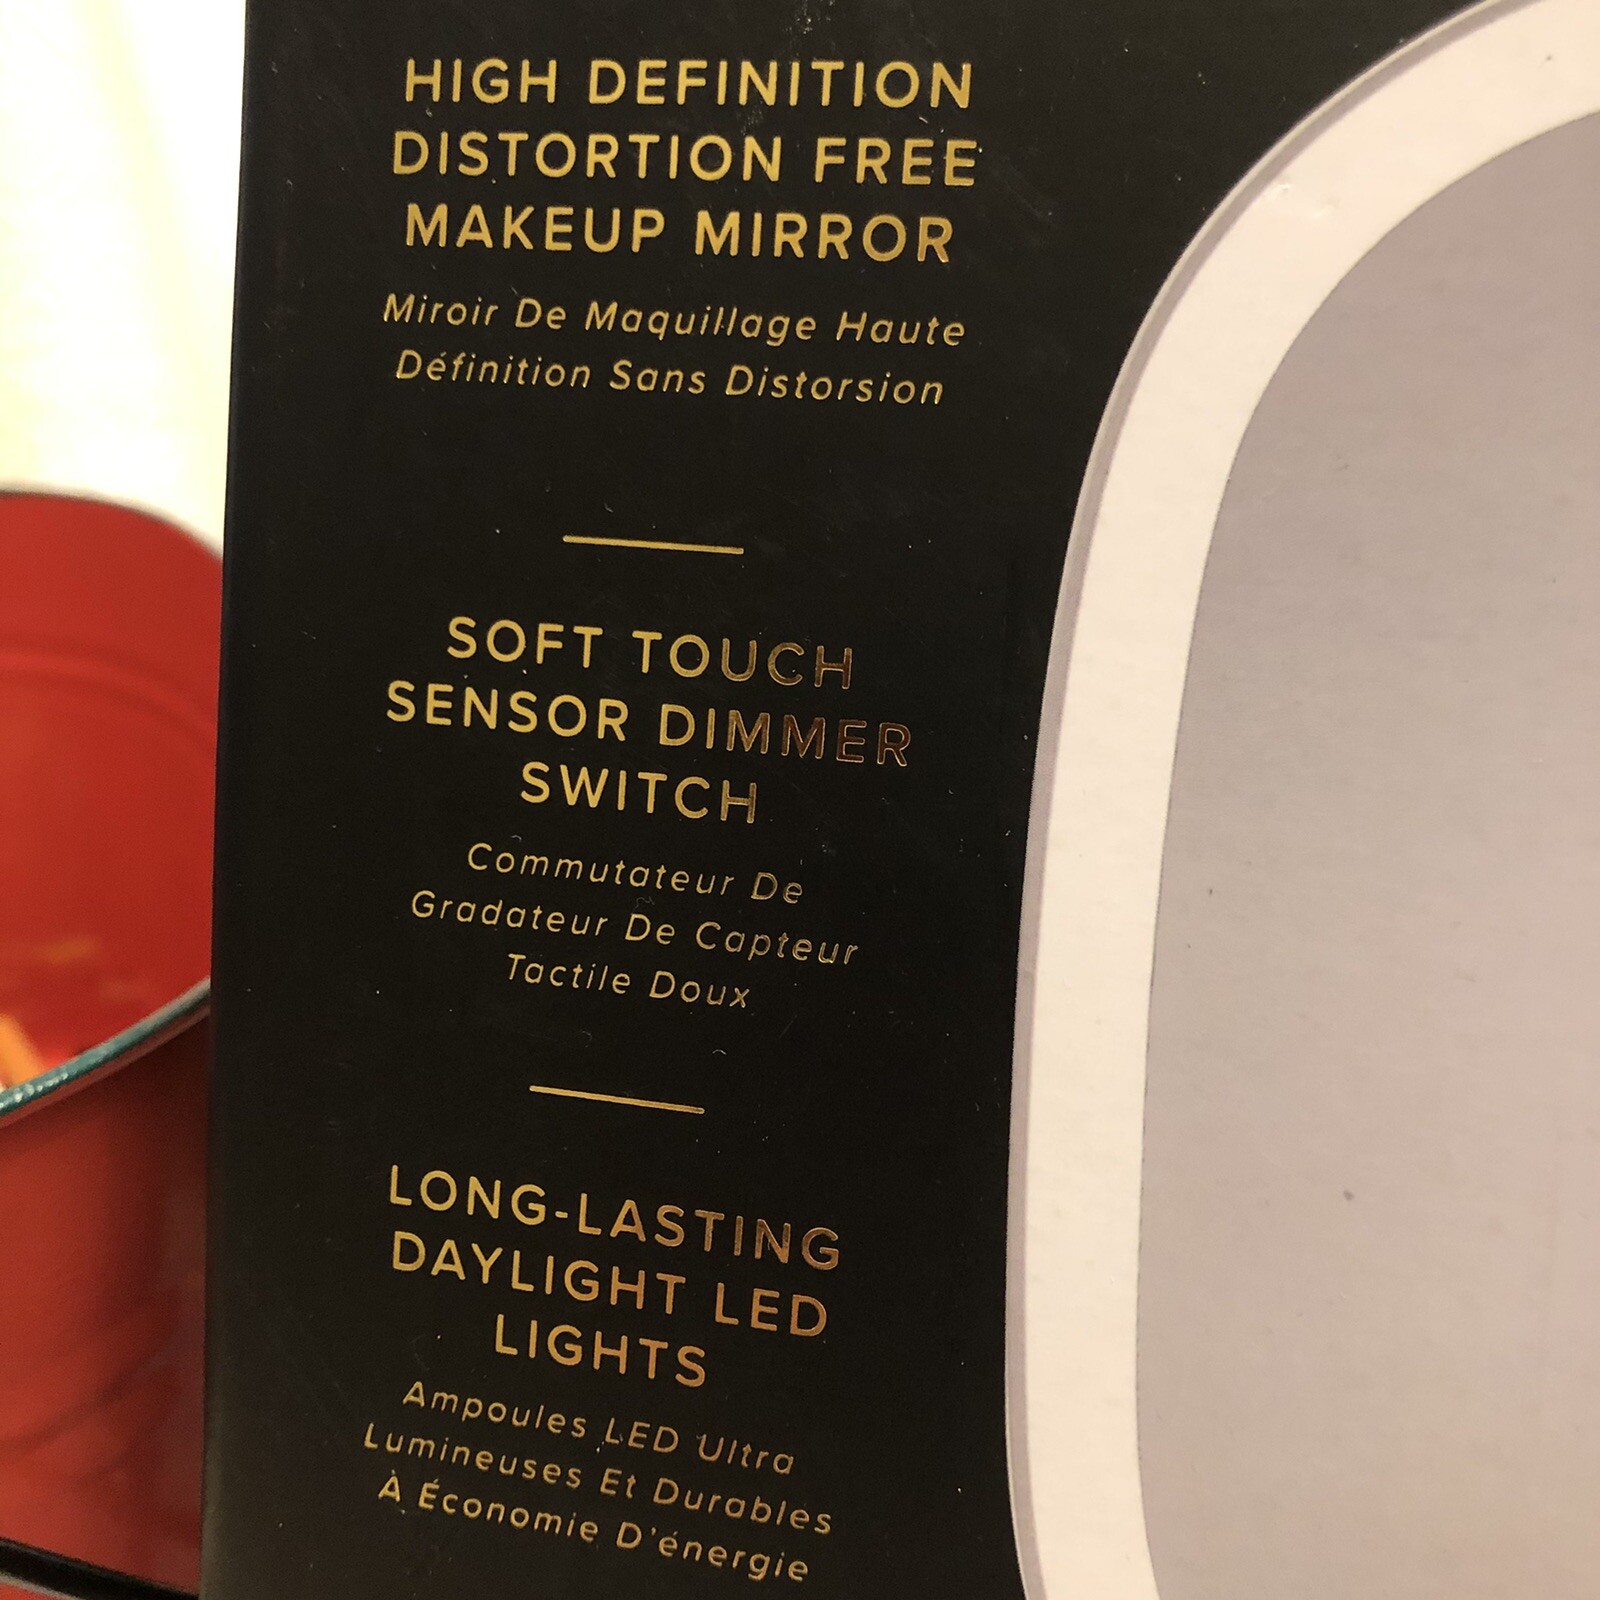 HIGH DEFINITION
DISTORTION FREE
MAKEUP MIRROR
Miroir De Maquillage Haute
Définition Sans Distorsion
SOFT TOUCH
SENSOR DIMMER
SWITCH
Commutateur De
Gradateur De Capteur
Tactile Doux
LONG-LASTING
DAYLIGHT LED
LIGHTS
Ampoules LED Ultra
Lumineuses Et Durables
À Économie D'énergie